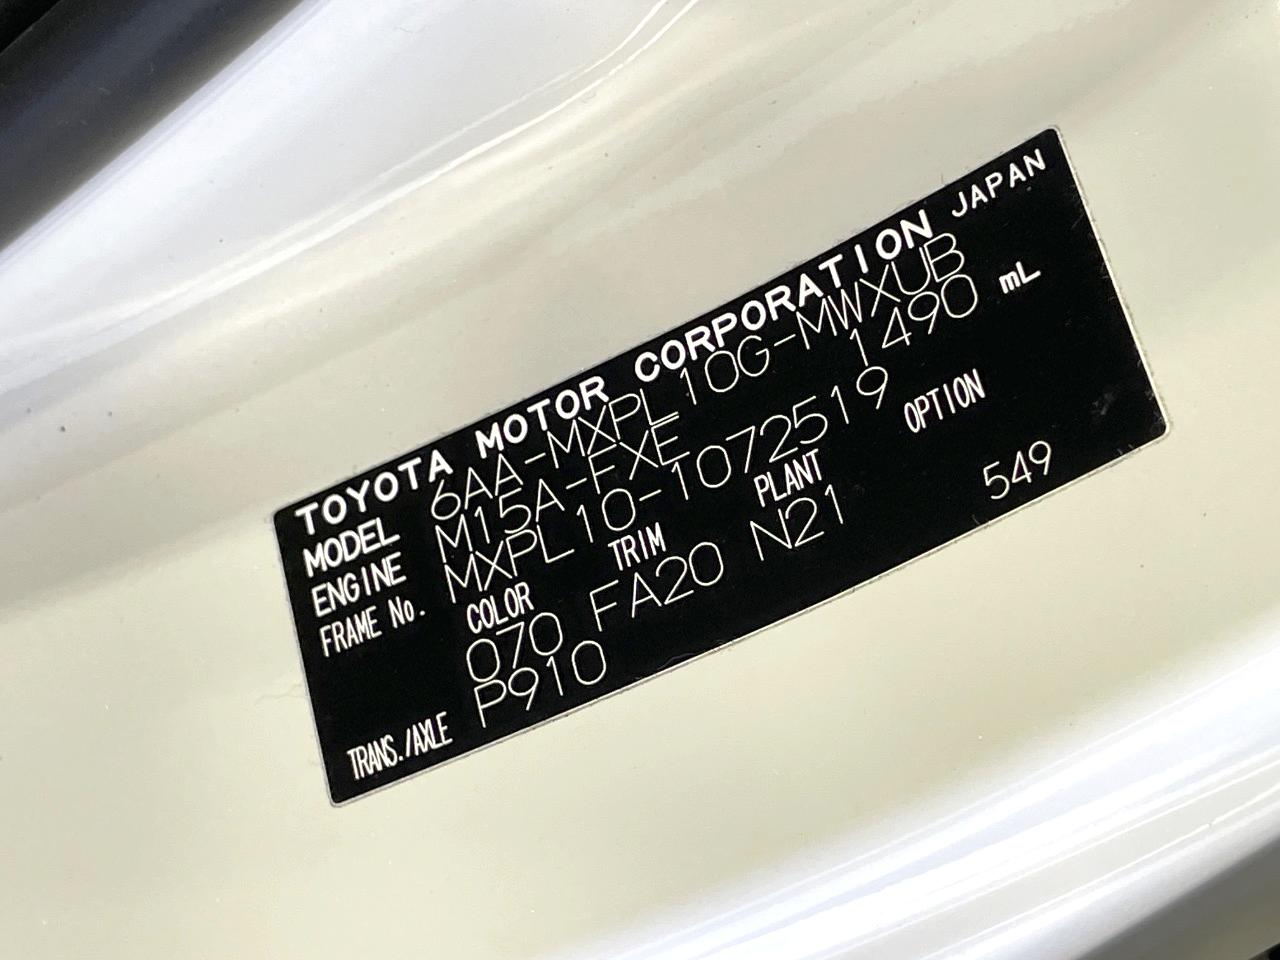 TOYOTA MOTOR CORPORATION JAPAN
MODEL 6AA-MXPL10G-MWXUB
ENGINE M15A-FXE 1490 mL
FRAME No. MXPL10-1072519
COLOR TRIM PLANT OPTION
070 FA20 N21 549
TRANS./AXLE P910